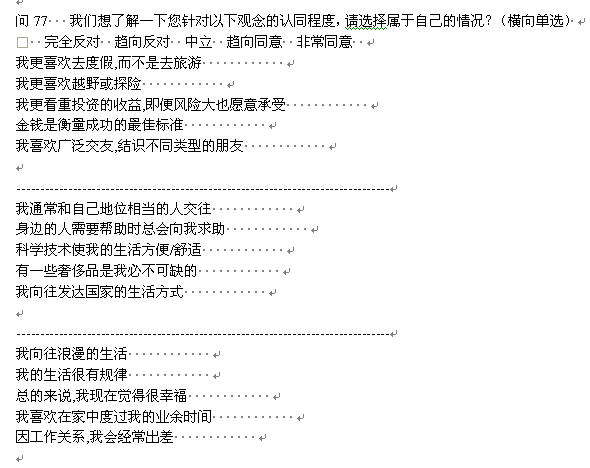 问 77 我们想了解一下您针对以下观念的认同程度，请选择属于自己的情况？（横向单选）
□ 完全反对 趋向反对 中立 趋向同意 非常同意
我更喜欢去度假,而不是去旅游
我更喜欢越野或探险
我更看重投资的收益,即便风险大也愿意承受
金钱是衡量成功的最佳标准
我喜欢广泛交友,结识不同类型的朋友
--------------------------------------------------------------------------------
我通常和自己地位相当的人交往
身边的人需要帮助时总会向我求助
科学技术使我的生活方便/舒适
有一些奢侈品是我必不可缺的
我向往发达国家的生活方式
--------------------------------------------------------------------------------
我向往浪漫的生活
我的生活很有规律
总的来说,我现在觉得很幸福
我喜欢在家中度过我的业余时间
因工作关系,我会经常出差